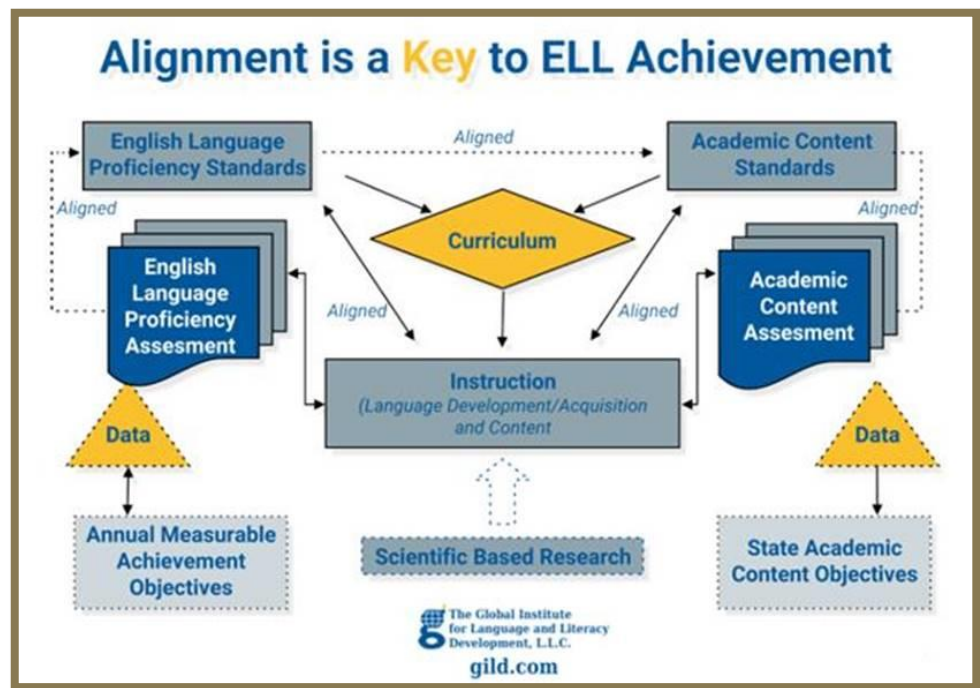 Alignment is a Key to ELL Achievement
English Language
Proficiency Standards
Aligned
Academic Content
Standards
Aligned
Curriculum
Aligned
English
Language
Proficiency
Assesment
Aligned
Aligned
Academic
Content
Assesment
Instruction
(Language Development/Acquisition
and Content
Data
Data
Annual Measurable
Achievement
Objectives
Scientific Based Research
State Academic
Content Objectives
The Global Institute
for Language and Literacy
Development, L.L.C.
gild.com